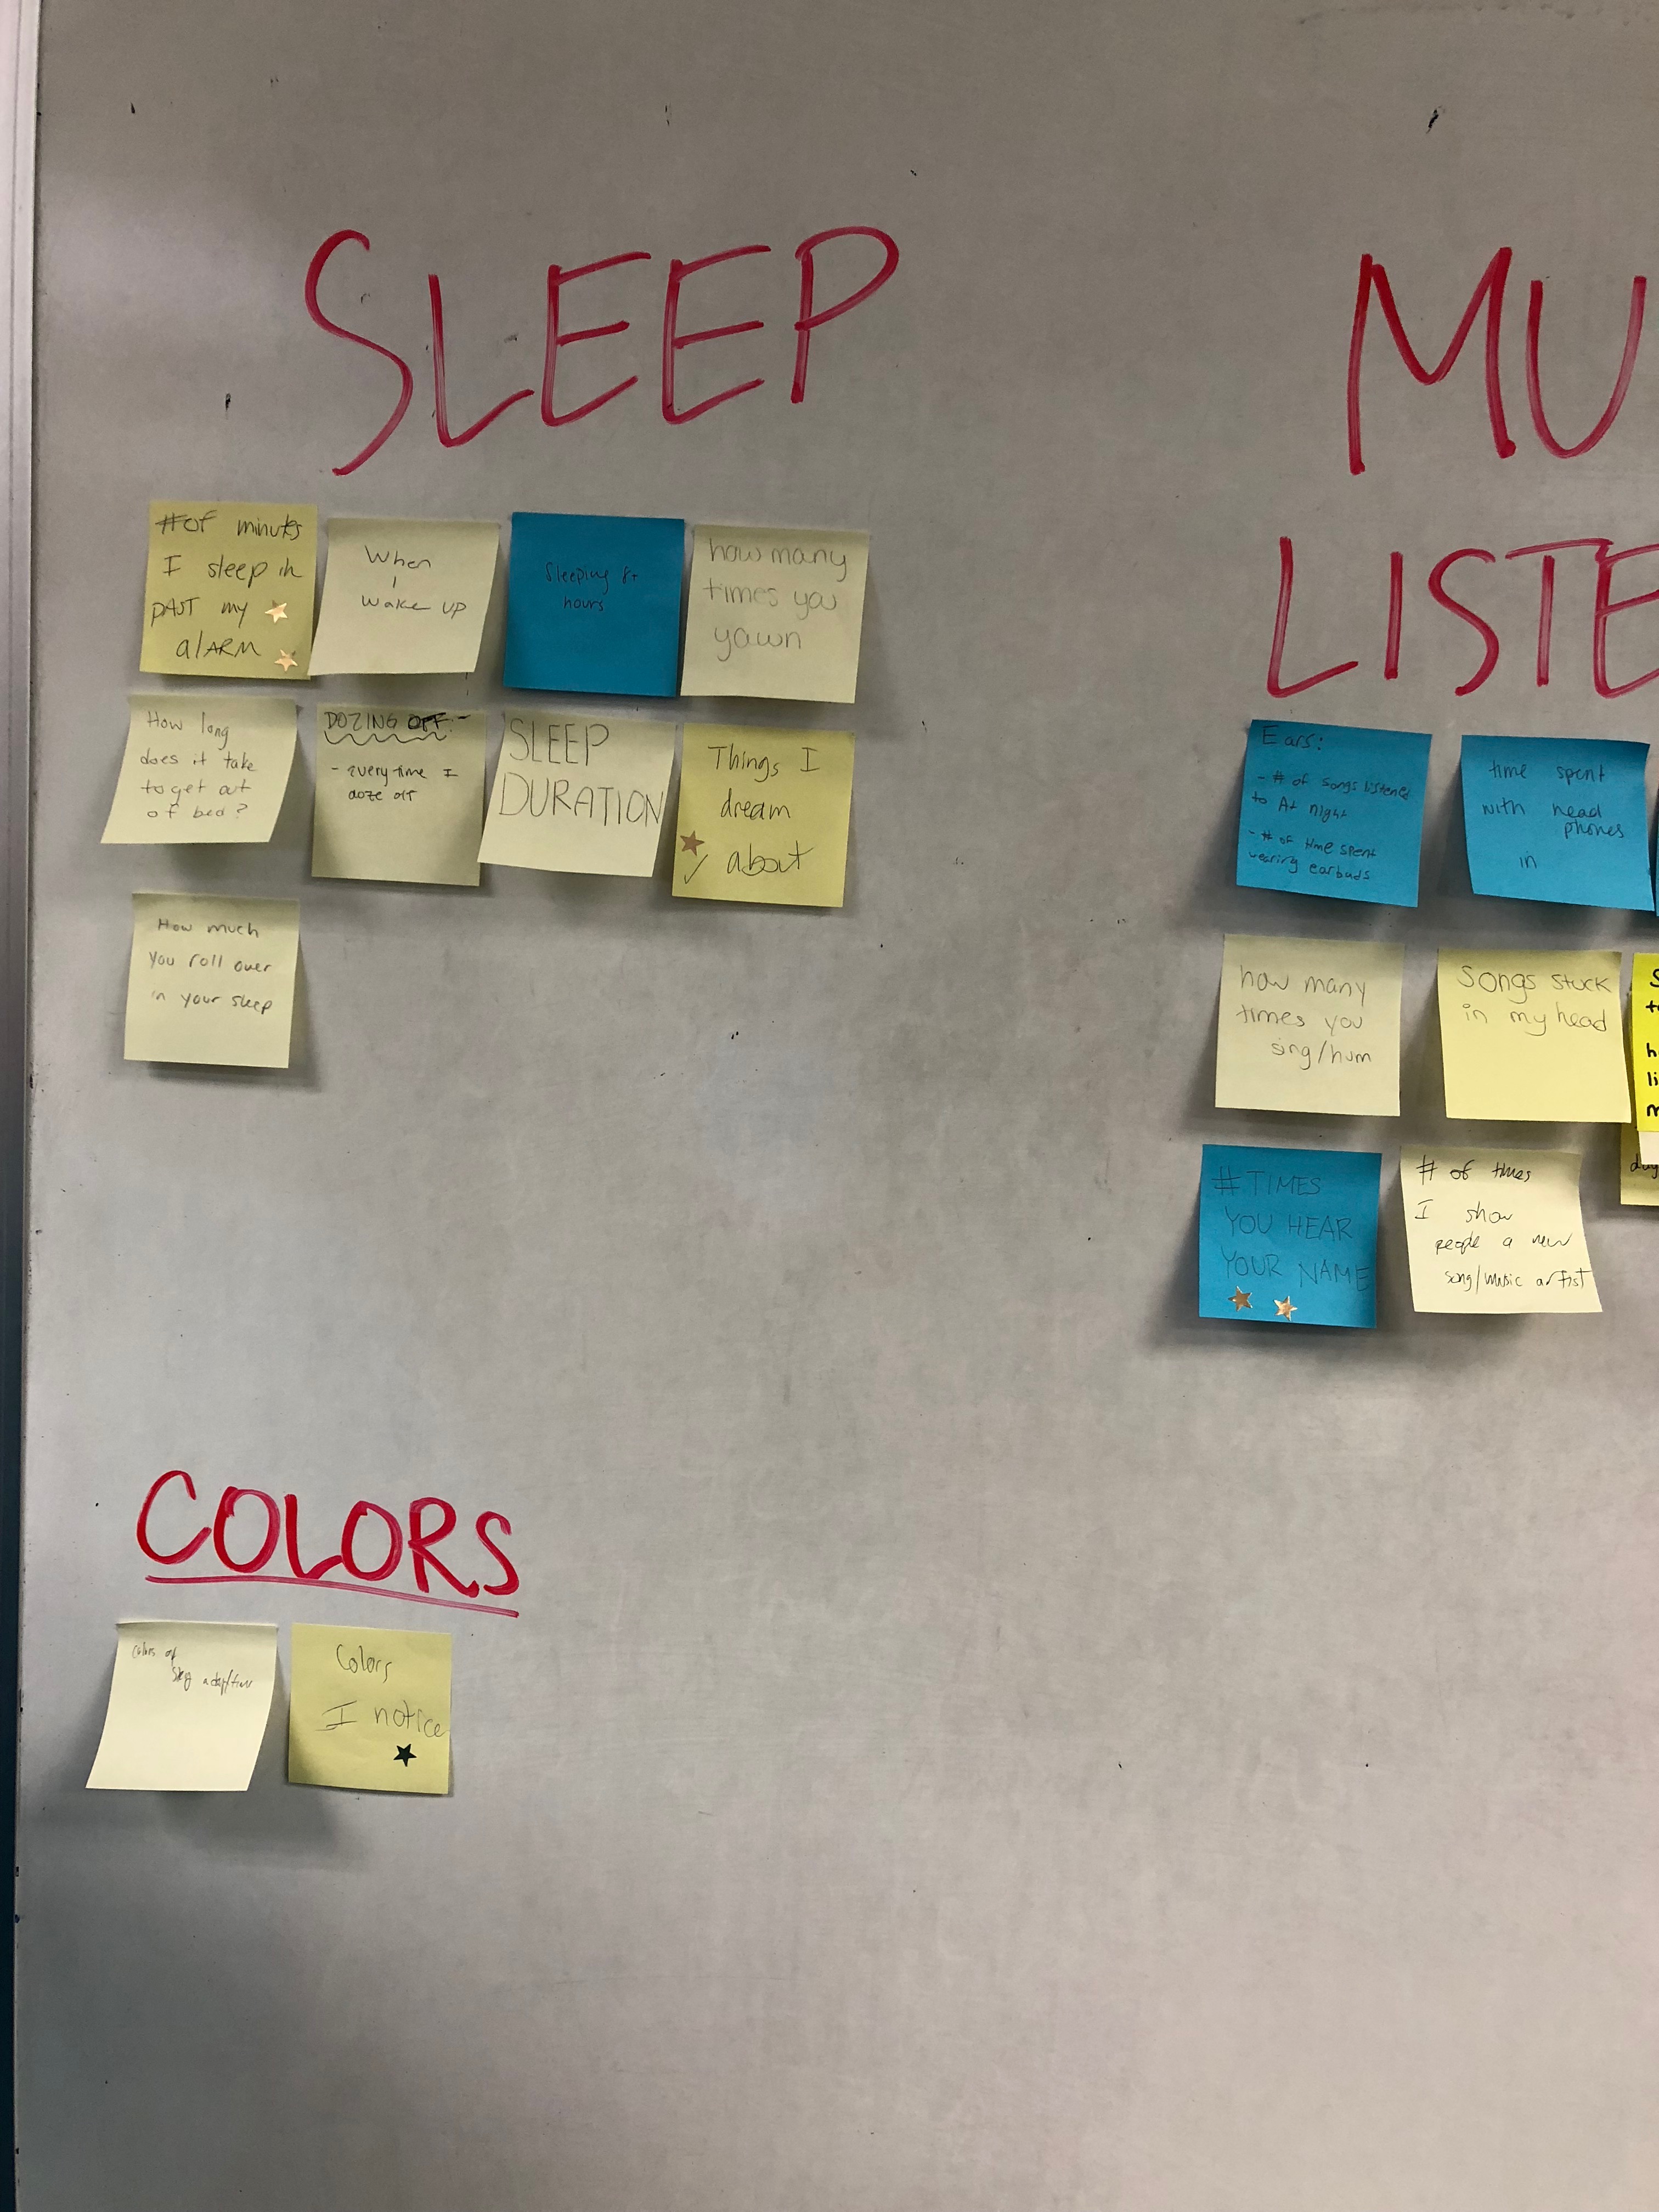 SLEEP
#OF minutes
I sleep in
PAST my
alARM
When
I
wake up
Sleeping 8+
hours
how many
times you
yawn
How long
does it take
to get out
of bed?
DOZING OFF:-
- every time I
doze off
SLEEP
DURATION
Things I
dream
about
How much
you roll over
in your sleep
MU
LISTE
Ears:
- # of songs listened
to At night
- # of time spent
wearing earbuds
time spent
with head
phones
in
how many
times you
sing/hum
Songs stuck
in my head
# TIMES
YOU HEAR
YOUR NAME
# of times
I show
people a new
song/music artist
COLORS
Colors of
Colors
I notice